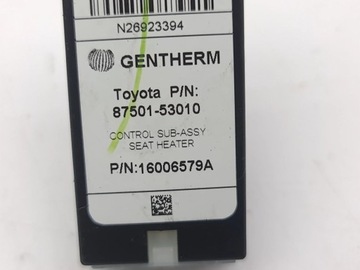 N26923394
GENTHERM
Toyota P/N:
87501-53010
CONTROL SUB-ASSY
SEAT HEATER
P/N:16006579A